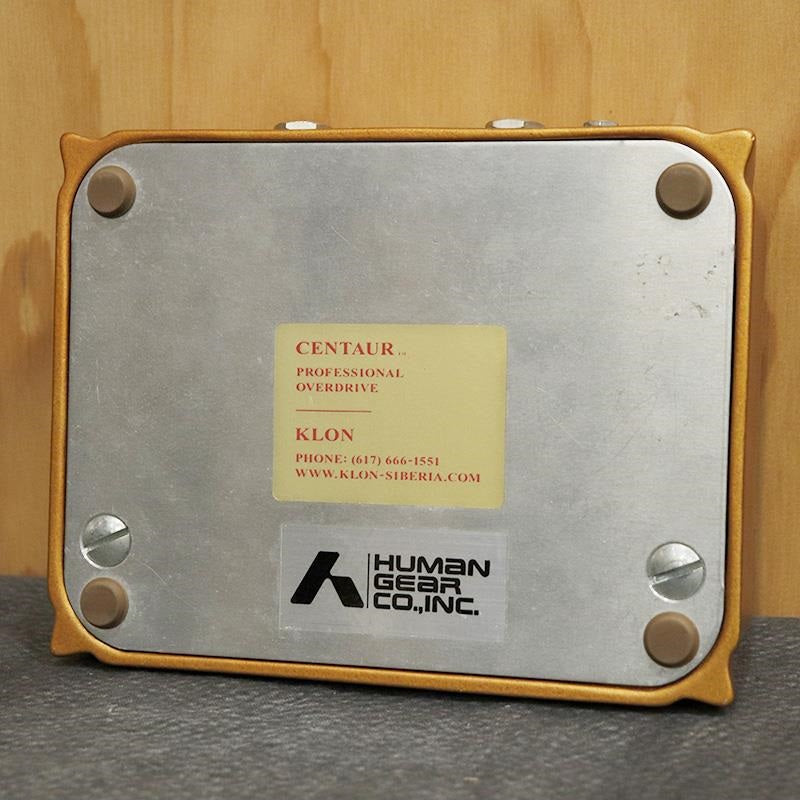 CENTAUR ™
PROFESSIONAL
OVERDRIVE
KLON
PHONE: (617) 666-1551
WWW.KLON-SIBERIA.COM
HUMAN
GEAR
CO.,INC.